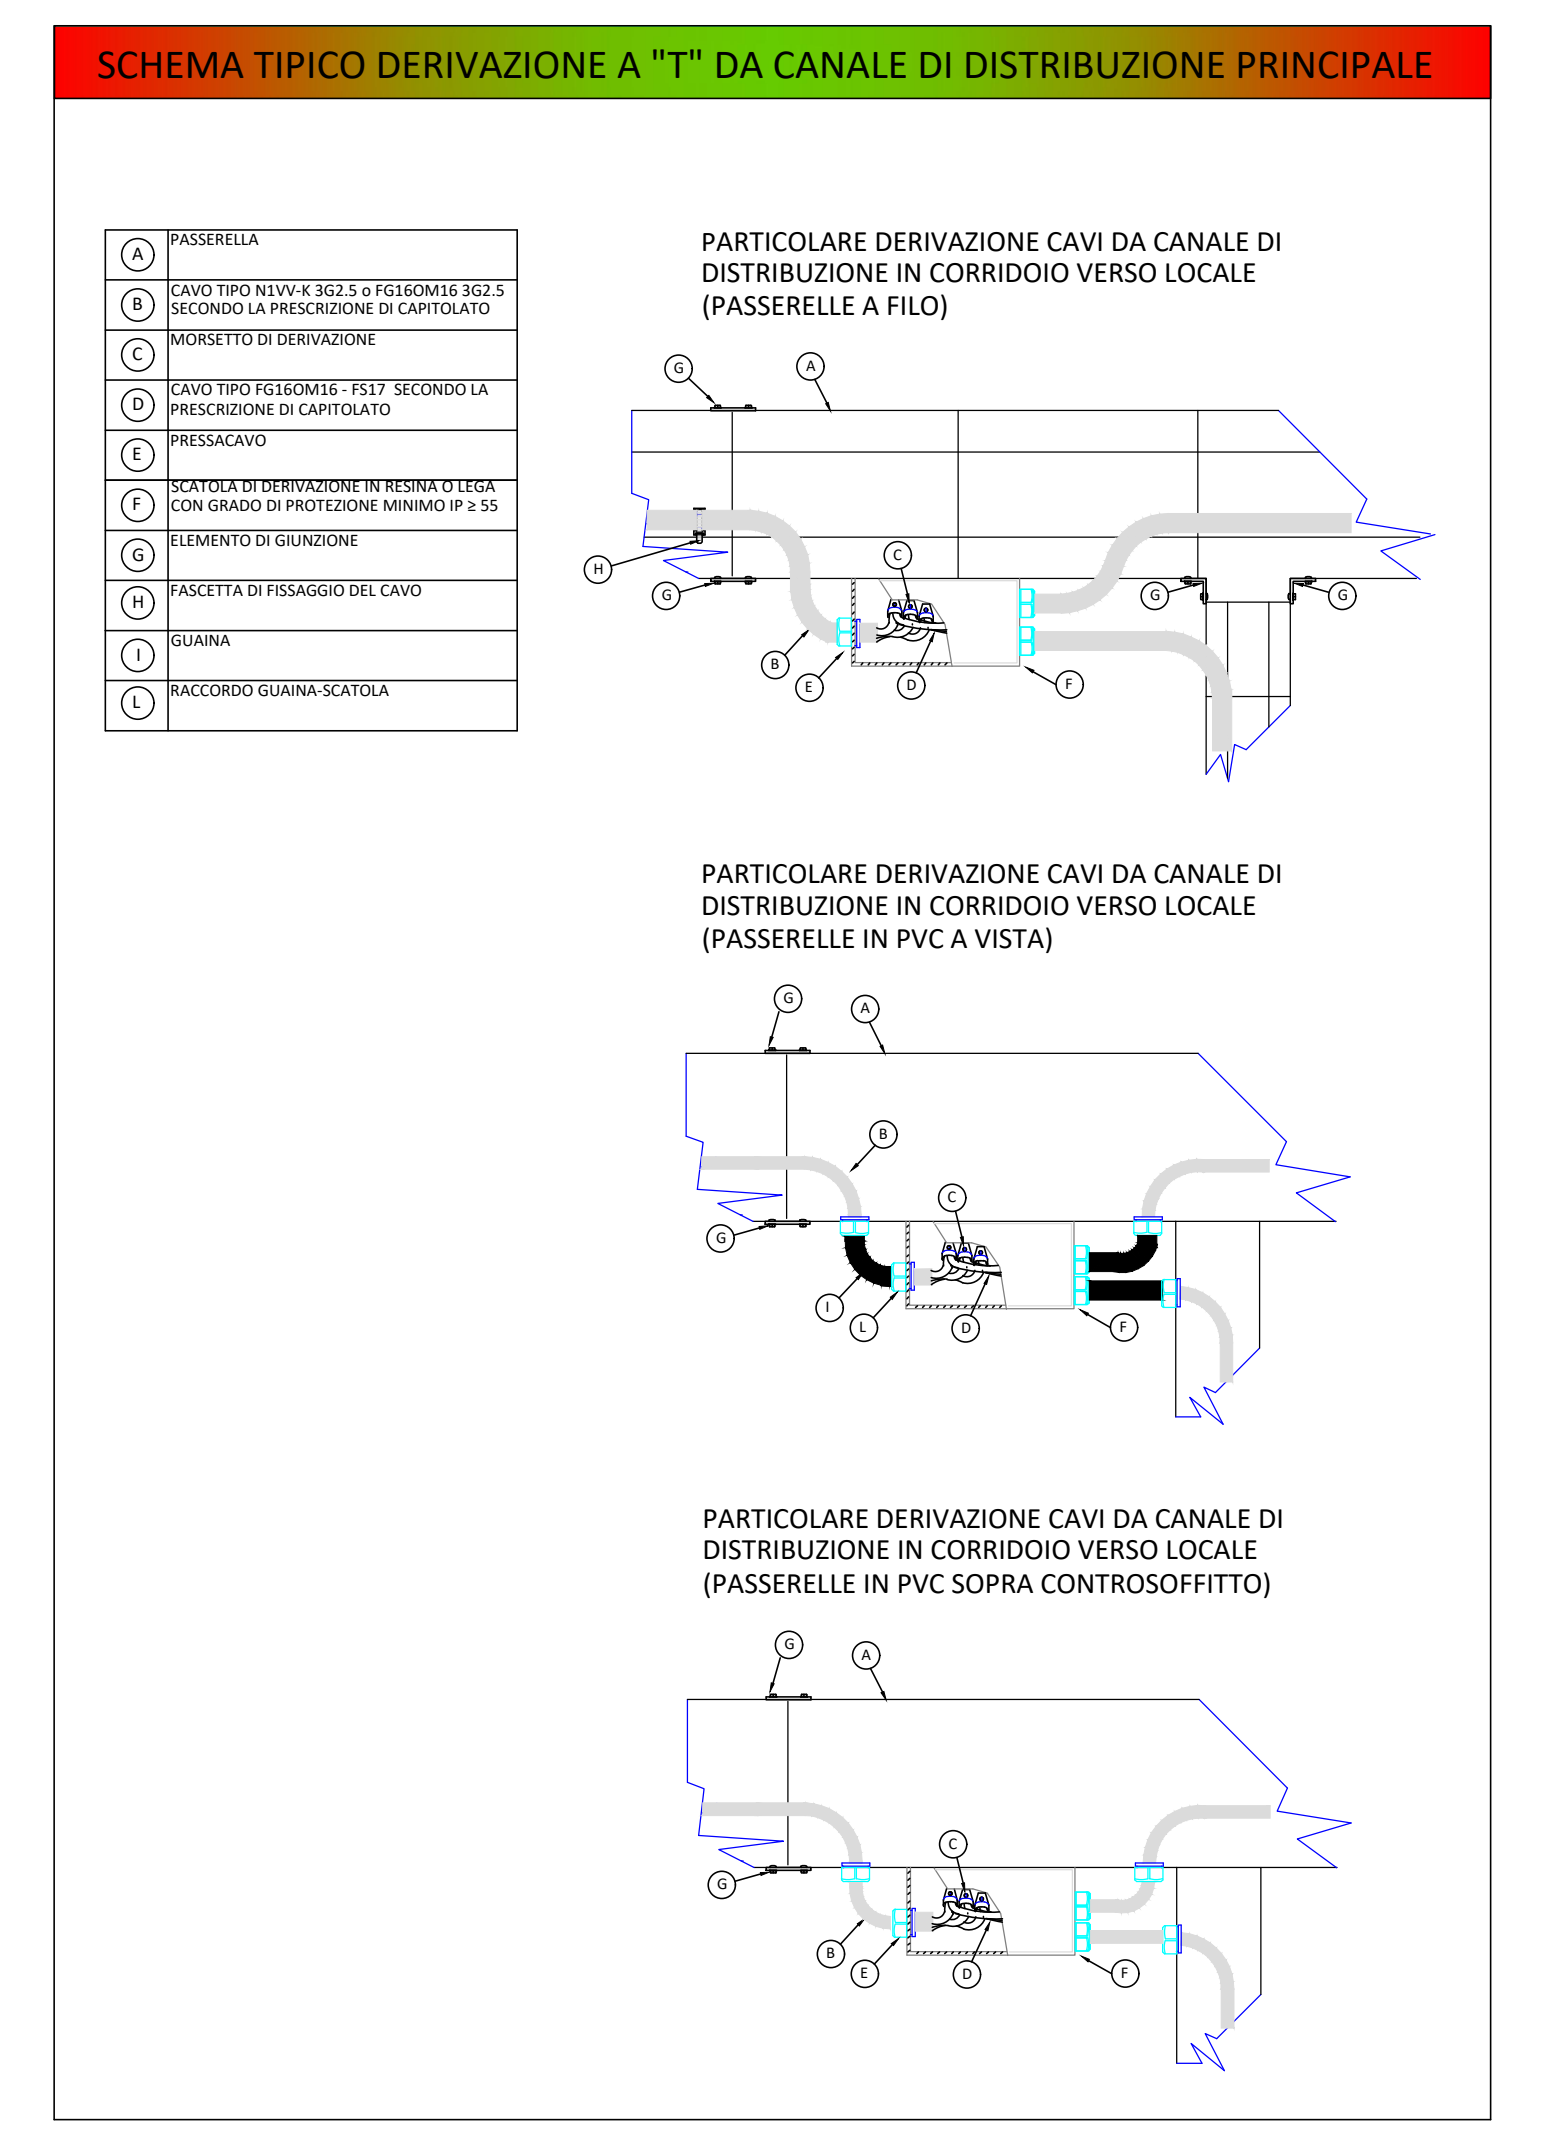 SCHEMA TIPICO DERIVAZIONE A "T" DA CANALE DI DISTRIBUZIONE PRINCIPALE
A PASSERELLA
B CAVO TIPO N1VV-K 3G2.5 o FG16OM16 3G2.5
SECONDO LA PRESCRIZIONE DI CAPITOLATO
C MORSETTO DI DERIVAZIONE
D CAVO TIPO FG16OM16 - FS17 SECONDO LA
PRESCRIZIONE DI CAPITOLATO
E PRESSACAVO
F SCATOLA DI DERIVAZIONE IN RESINA O LEGA
CON GRADO DI PROTEZIONE MINIMO IP ≥ 55
G ELEMENTO DI GIUNZIONE
H FASCETTA DI FISSAGGIO DEL CAVO
I GUAINA
L RACCORDO GUAINA-SCATOLA
PARTICOLARE DERIVAZIONE CAVI DA CANALE DI
DISTRIBUZIONE IN CORRIDOIO VERSO LOCALE
(PASSERELLE A FILO)
G A
C
H
G G G
B
E D F
PARTICOLARE DERIVAZIONE CAVI DA CANALE DI
DISTRIBUZIONE IN CORRIDOIO VERSO LOCALE
(PASSERELLE IN PVC A VISTA)
G A
B
C
G
I
L D F
PARTICOLARE DERIVAZIONE CAVI DA CANALE DI
DISTRIBUZIONE IN CORRIDOIO VERSO LOCALE
(PASSERELLE IN PVC SOPRA CONTROSOFFITTO)
G A
C
G
B
E D F